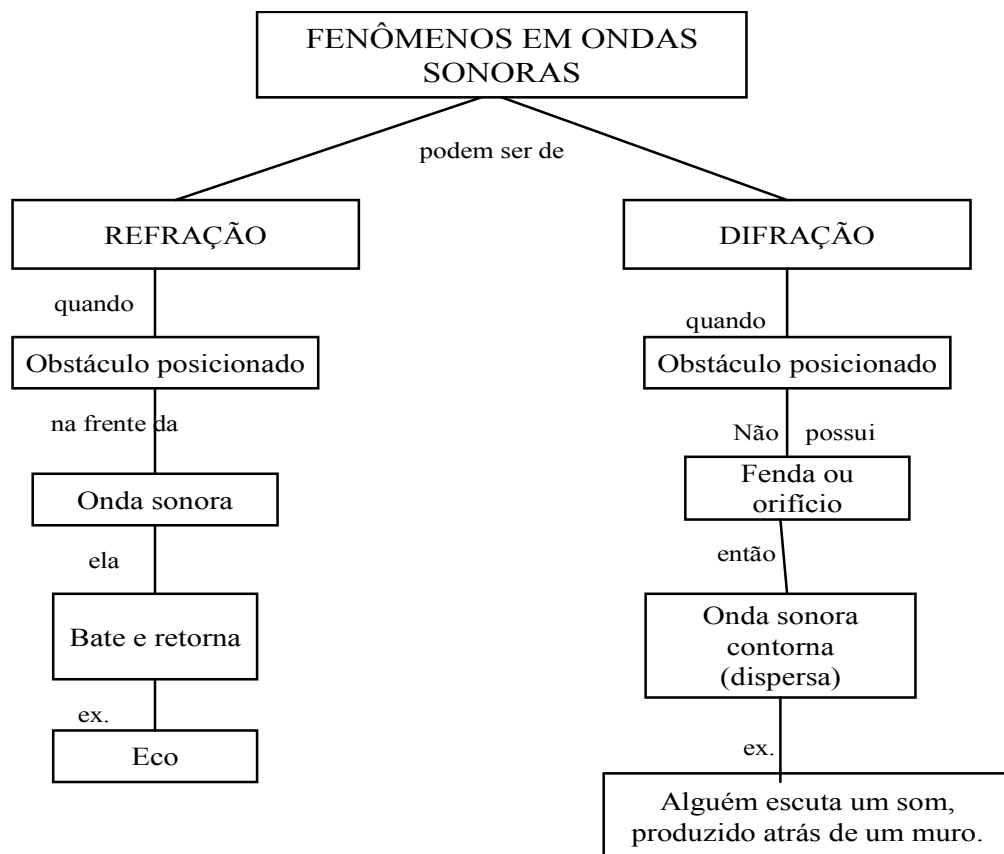 FENÔMENOS EM ONDAS
SONORAS
podem ser de
REFRAÇÃO
quando
Obstáculo posicionado
na frente da
Onda sonora
ela
Bate e retorna
ex.
Eco
DIFRAÇÃO
quando
Obstáculo posicionado
Não possui
Fenda ou
orifício
então
Onda sonora
contorna
(dispersa)
ex.
Alguém escuta um som,
produzido atrás de um muro.